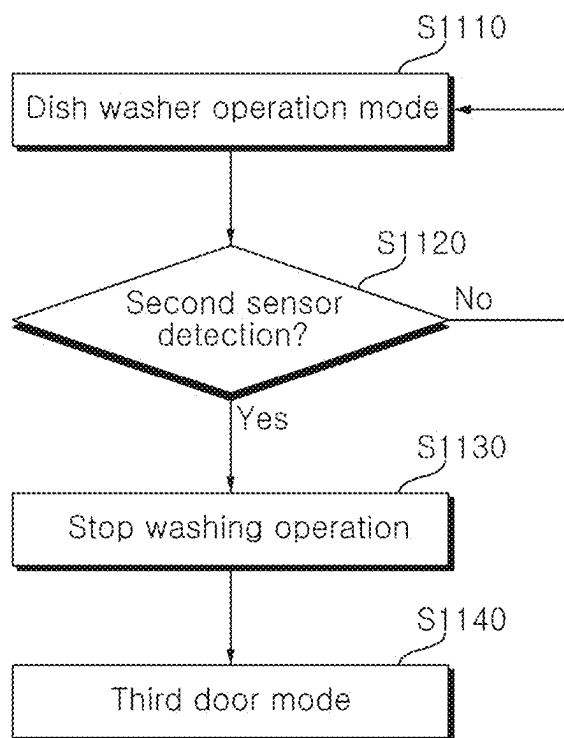 S1110
Dish washer operation mode
S1120
Second sensor
detection?
No
Yes
S1130
Stop washing operation
S1140
Third door mode